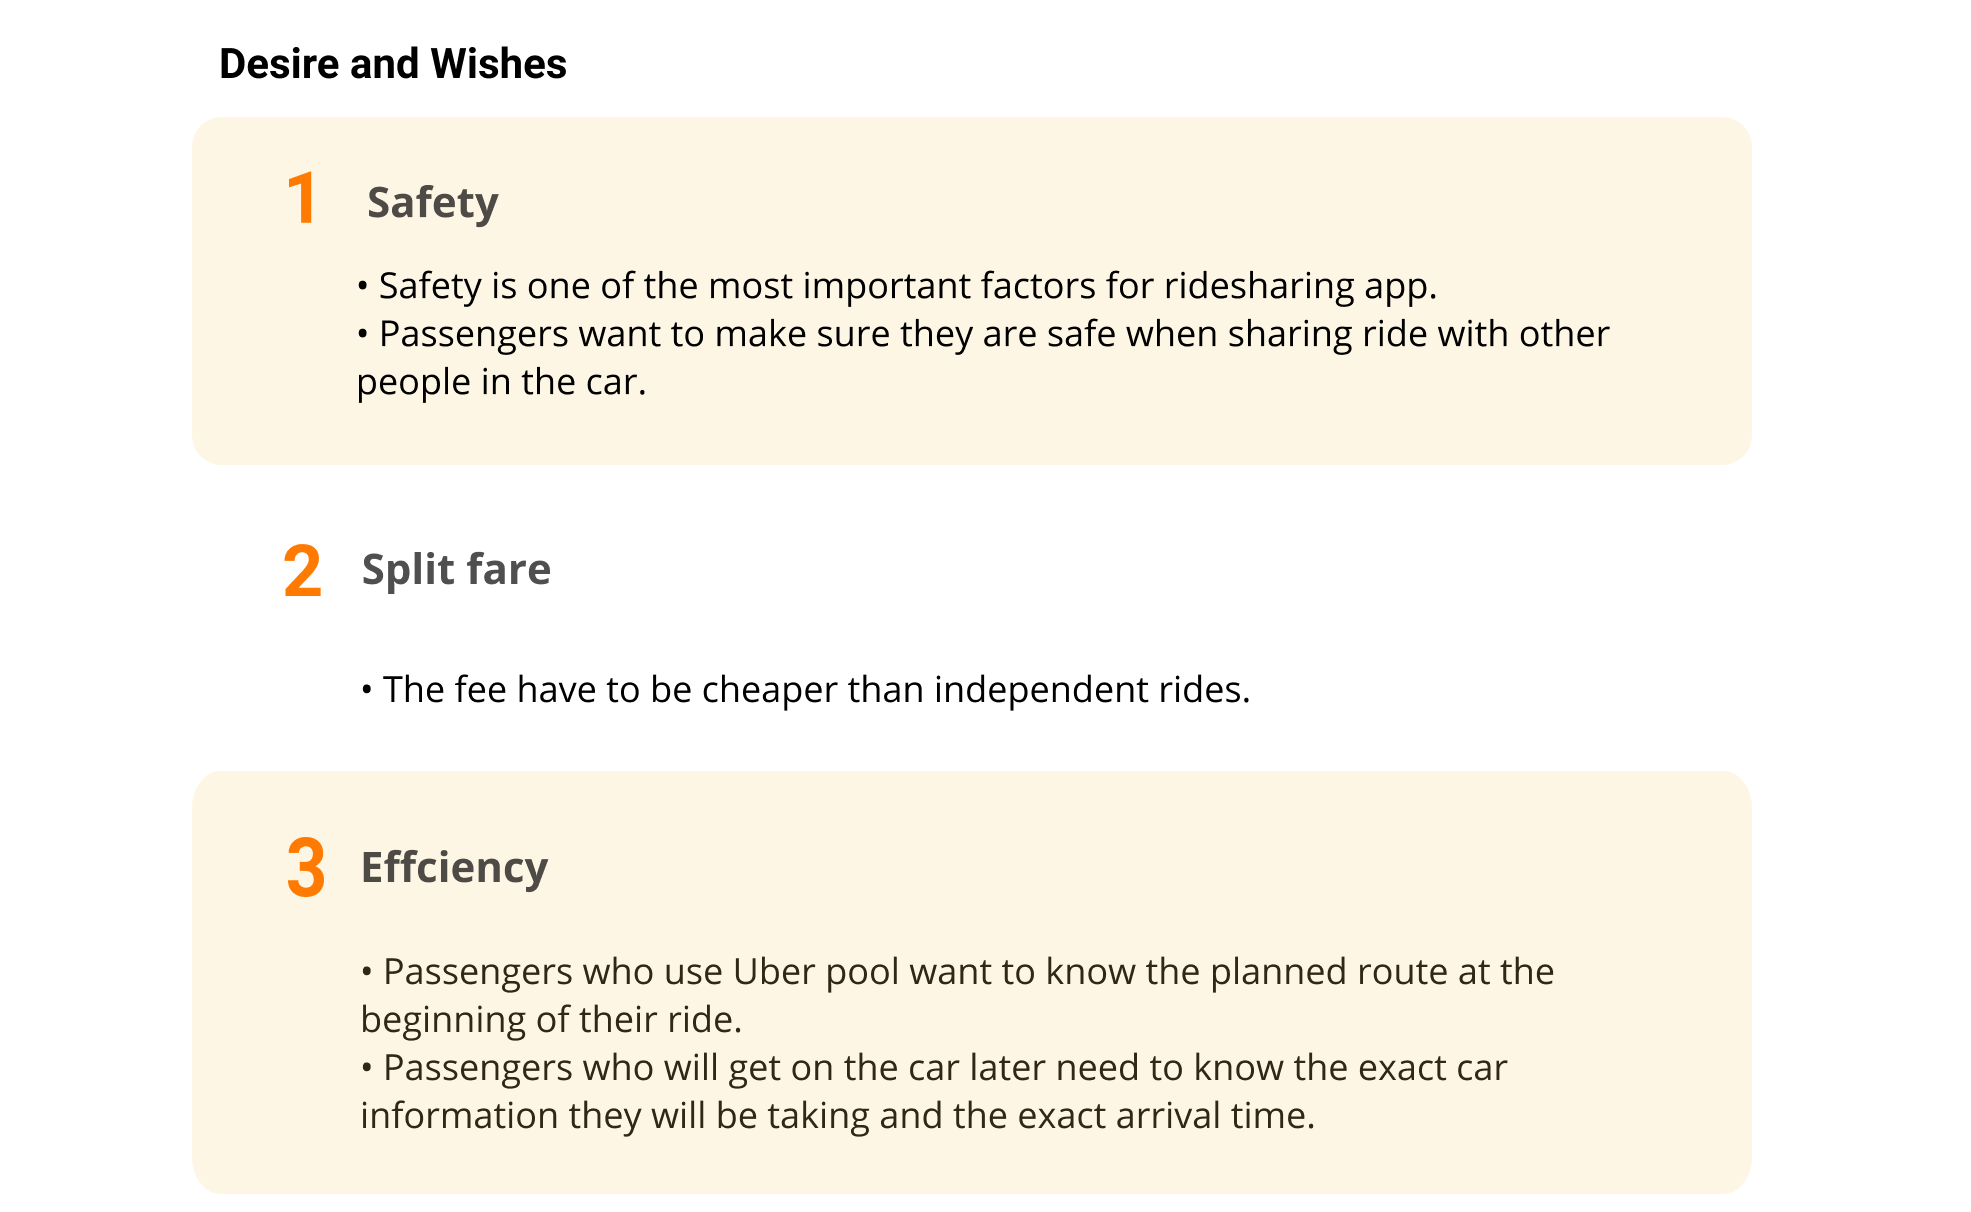 Desire and Wishes
1 Safety
• Safety is one of the most important factors for ridesharing app.
• Passengers want to make sure they are safe when sharing ride with other
people in the car.
2 Split fare
• The fee have to be cheaper than independent rides.
3 Effciency
• Passengers who use Uber pool want to know the planned route at the
beginning of their ride.
• Passengers who will get on the car later need to know the exact car
information they will be taking and the exact arrival time.